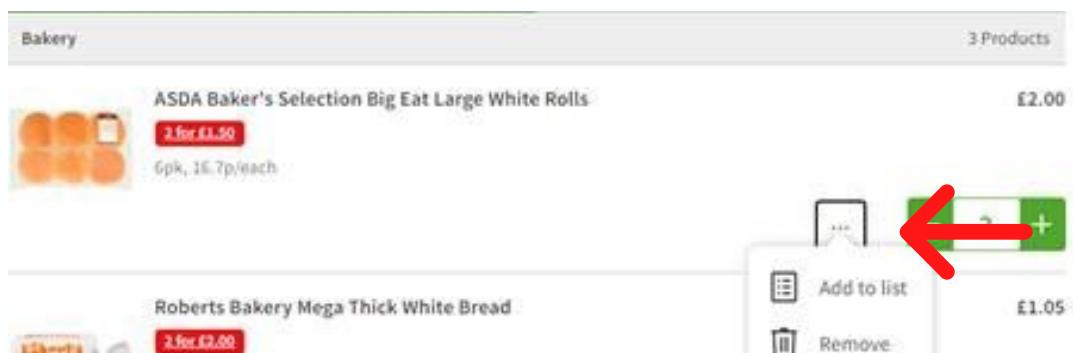 Bakery
3 Products
ASDA Baker's Selection Big Eat Large White Rolls
£2.00
2 for £1.50
6pk, 16.7p/each
...
+
Add to list
Roberts Bakery Mega Thick White Bread
£1.05
2 for £2.00
Remove